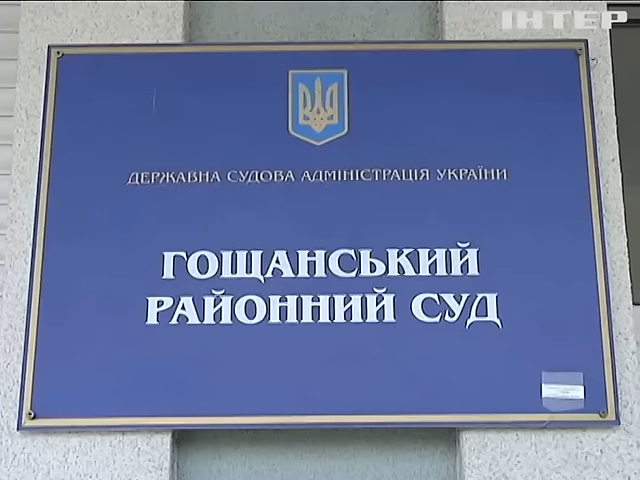 ІНТЕР
ДЕРЖАВНА СУДОВА АДМІНІСТРАЦІЯ УКРАЇНИ
ГОЩАНСЬКИЙ
РАЙОННИЙ СУД